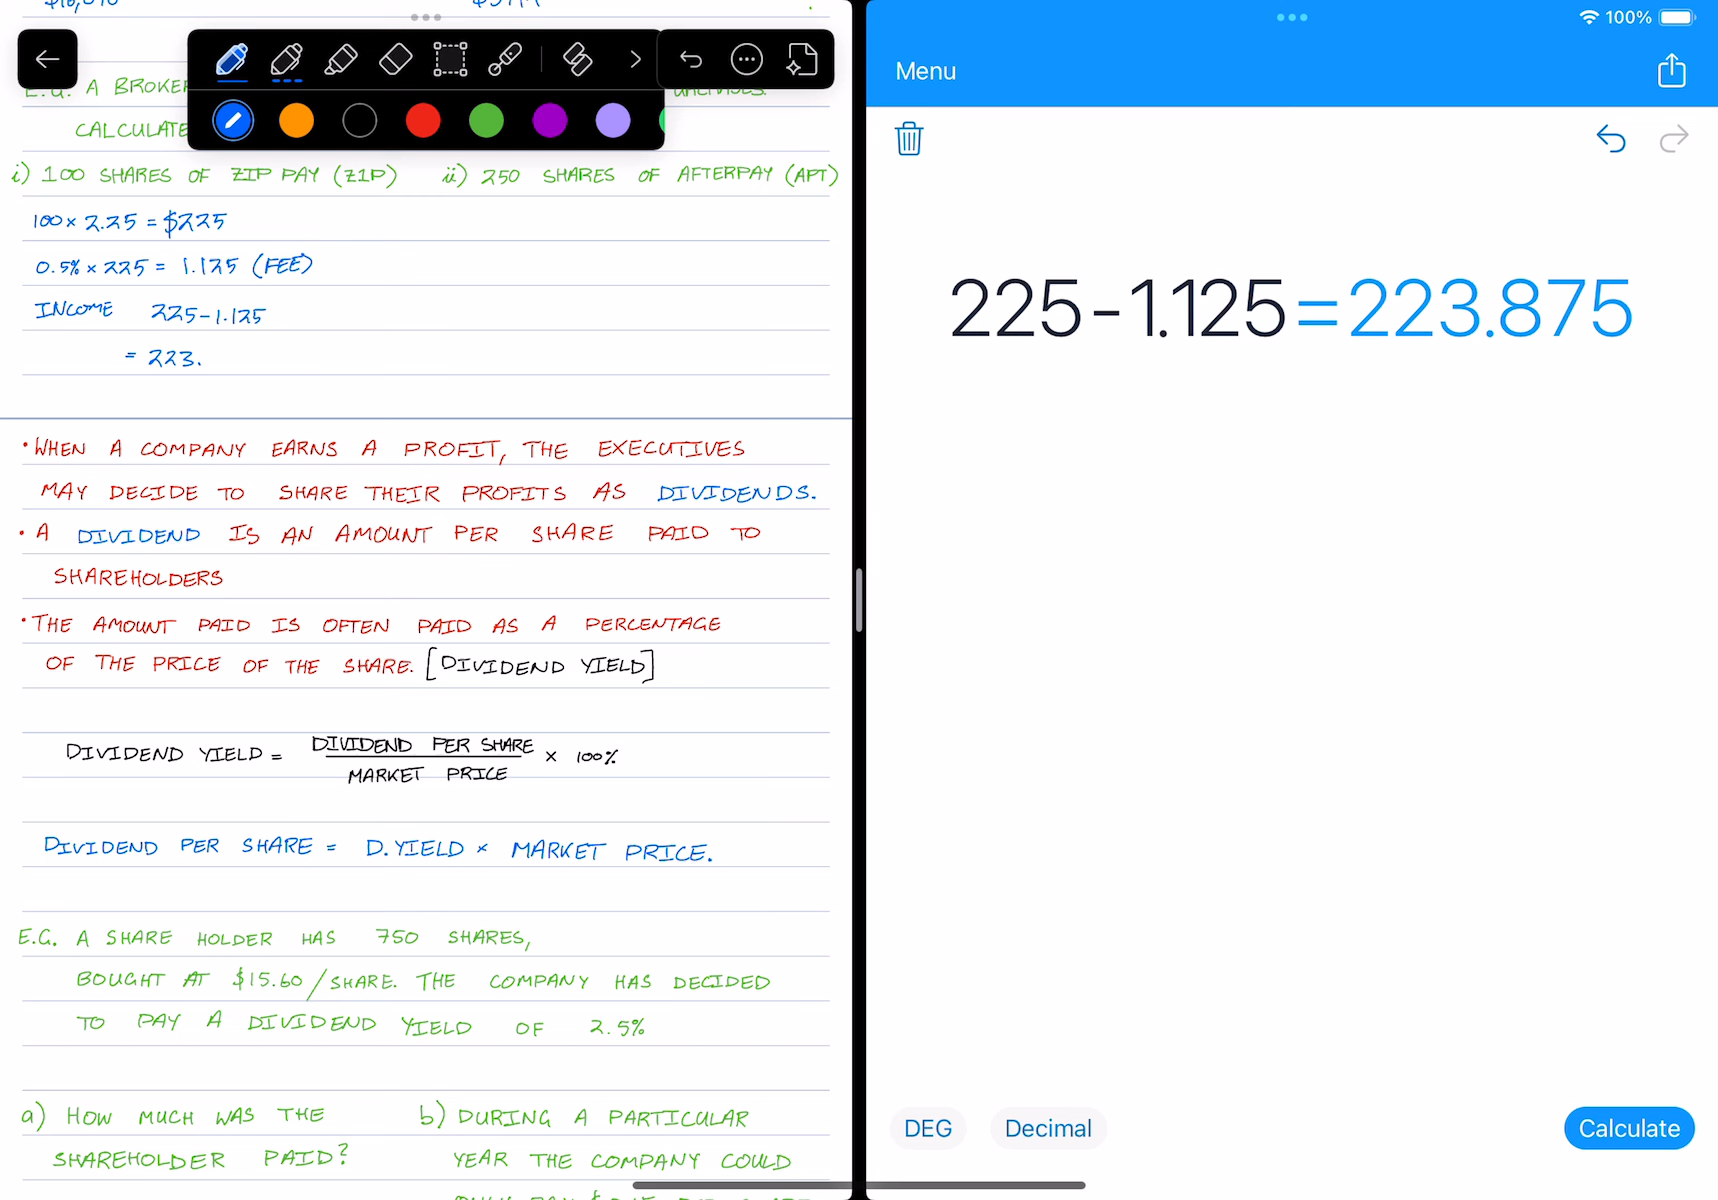 100%
Menu
E.G. A BROKER
CALCULATE
i) 100 SHARES OF ZIP PAY (Z1P) ii) 250 SHARES OF AFTERPAY (APT)
100 x 2.25 = $225
0.5% x 225 = 1.125 (FEE)
INCOME 225-1.125
= 223.
225-1.125=223.875
• WHEN A COMPANY EARNS A PROFIT, THE EXECUTIVES
MAY DECIDE TO SHARE THEIR PROFITS AS DIVIDENDS.
• A DIVIDEND IS AN AMOUNT PER SHARE PAID TO
SHAREHOLDERS
• THE AMOUNT PAID IS OFTEN PAID AS A PERCENTAGE
OF THE PRICE OF THE SHARE. [DIVIDEND YIELD]
DIVIDEND YIELD = DIVIDEND PER SHARE / MARKET PRICE x 100%
DIVIDEND PER SHARE = D.YIELD x MARKET PRICE.
E.G. A SHARE HOLDER HAS 750 SHARES,
BOUGHT AT $15.60/SHARE. THE COMPANY HAS DECIDED
TO PAY A DIVIDEND YIELD OF 2.5%
a) HOW MUCH WAS THE
SHAREHOLDER PAID?
b) DURING A PARTICULAR
YEAR THE COMPANY COULD
DEG
Decimal
Calculate